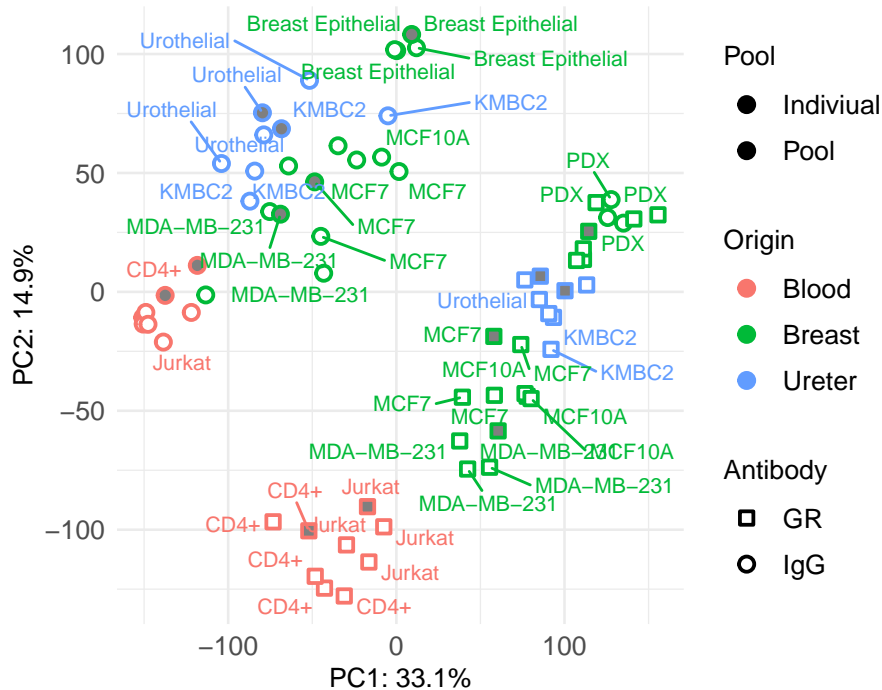 Breast Epithelial
Breast Epithelial
Urothelial
Breast Epithelial
Breast Epithelial
Urothelial
Urothelial
KMBC2
KMBC2
Urothelial
MCF10A
PDX
KMBC2
KMBC2
MCF7
MCF7
PDX
PDX
MDA−MB−231
MCF7
PDX
MDA−MB−231
MCF7
CD4+
MDA−MB−231
Urothelial
Jurkat
MCF7
KMBC2
MCF10A
MCF7
KMBC2
MCF7
MCF7
MCF10A
MDA−MB−231
MDA−MB−231
MCF10A
MDA−MB−231
MDA−MB−231
CD4+
Jurkat
CD4+
Jurkat
Jurkat
CD4+
Jurkat
CD4+
CD4+
100
50
0
−50
−100
−100
0
100
PC1: 33.1%
PC2: 14.9%
Pool
Indiviual
Pool
Origin
Blood
Breast
Ureter
Antibody
GR
IgG